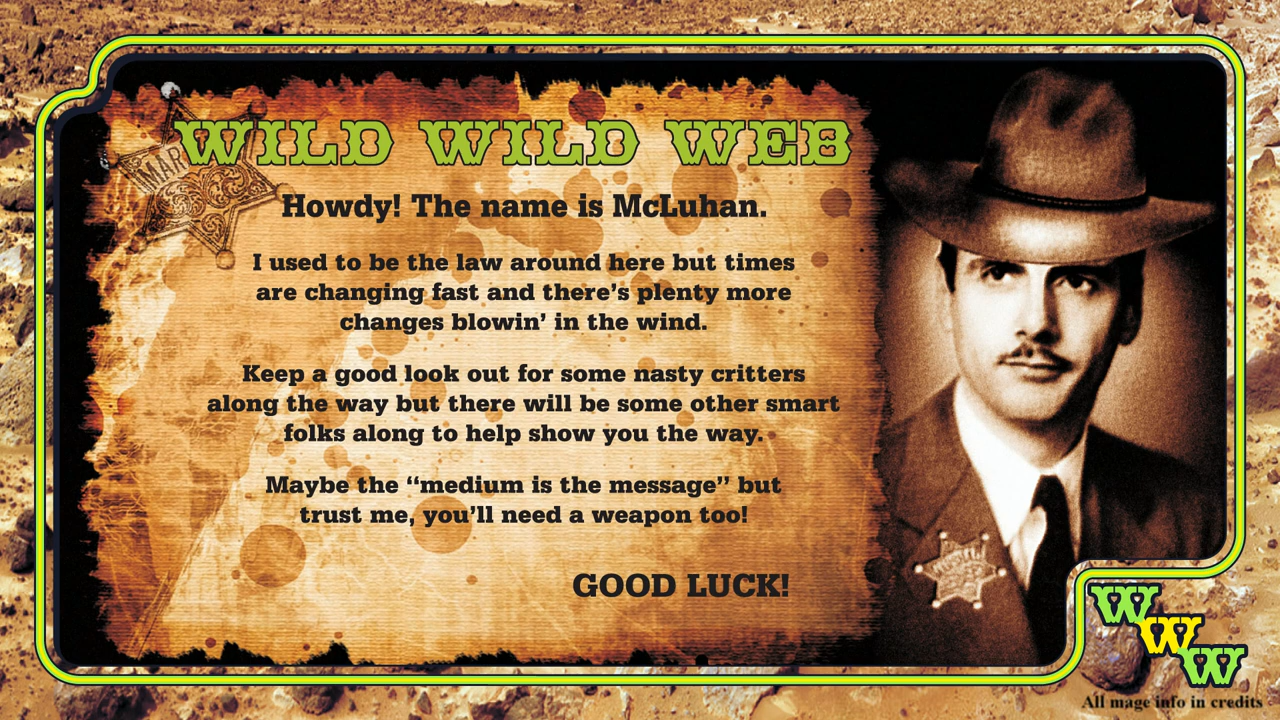 WILD WILD WEB
MAR
Howdy! The name is McLuhan.
I used to be the law around here but times
are changing fast and there's plenty more
changes blowin' in the wind.
Keep a good look out for some nasty critters
along the way but there will be some other smart
folks along to help show you the way.
Maybe the “medium is the message” but
trust me, you'll need a weapon too!
GOOD LUCK!
W
W
W
All mage info in credits